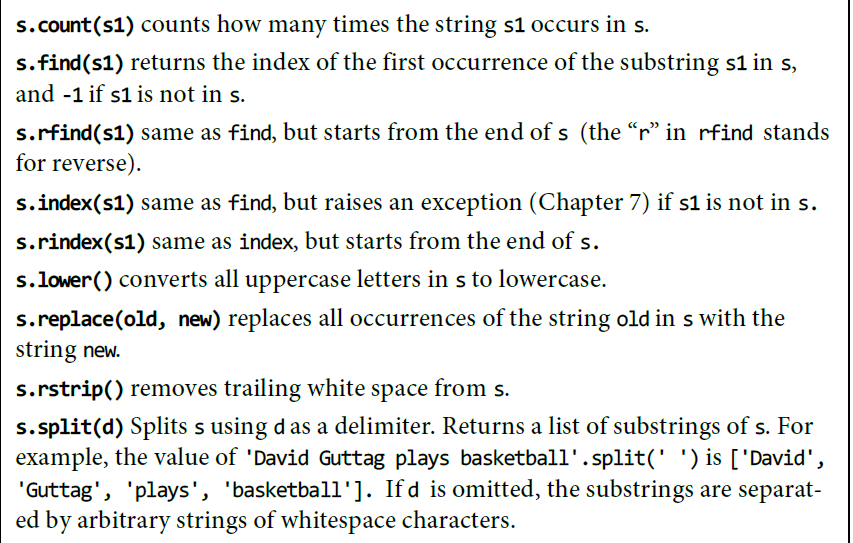 s.count(s1) counts how many times the string s1 occurs in s.
s.find(s1) returns the index of the first occurrence of the substring s1 in s,
and -1 if s1 is not in s.
s.rfind(s1) same as find, but starts from the end of s (the “r” in rfind stands
for reverse).
s.index(s1) same as find, but raises an exception (Chapter 7) if s1 is not in s.
s.rindex(s1) same as index, but starts from the end of s.
s.lower() converts all uppercase letters in s to lowercase.
s.replace(old, new) replaces all occurrences of the string old in s with the
string new.
s.rstrip() removes trailing white space from s.
s.split(d) Splits s using d as a delimiter. Returns a list of substrings of s. For
example, the value of 'David Guttag plays basketball'.split(' ') is ['David',
'Guttag', 'plays', 'basketball']. If d is omitted, the substrings are separat-
ed by arbitrary strings of whitespace characters.